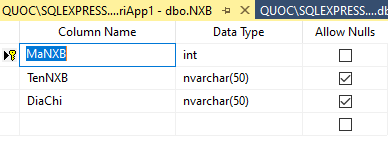 QUOC\SQLEXPRESS....riApp1 - dbo.NXB QUOC\SQLEXPRESS....db
Column Name Data Type Allow Nulls
MaNXB int
TenNXB nvarchar(50)
DiaChi nvarchar(50)